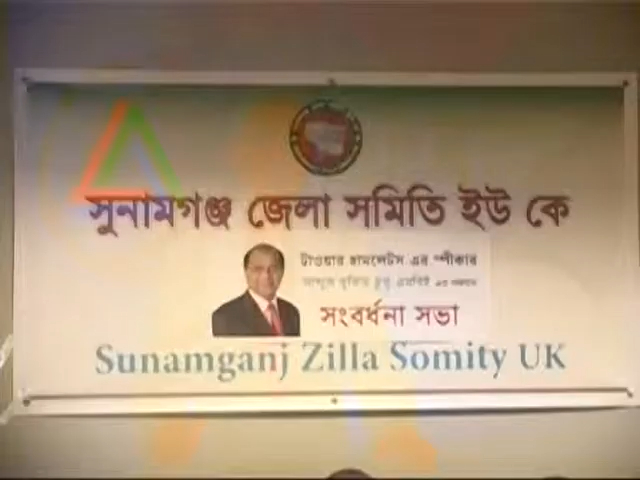 সুনামগঞ্জ জেলা সমিতি ইউ কে
টাওয়ার হামলেটস এর স্পীকার
সংবর্ধনা সভা
Sunamganj Zilla Somity UK